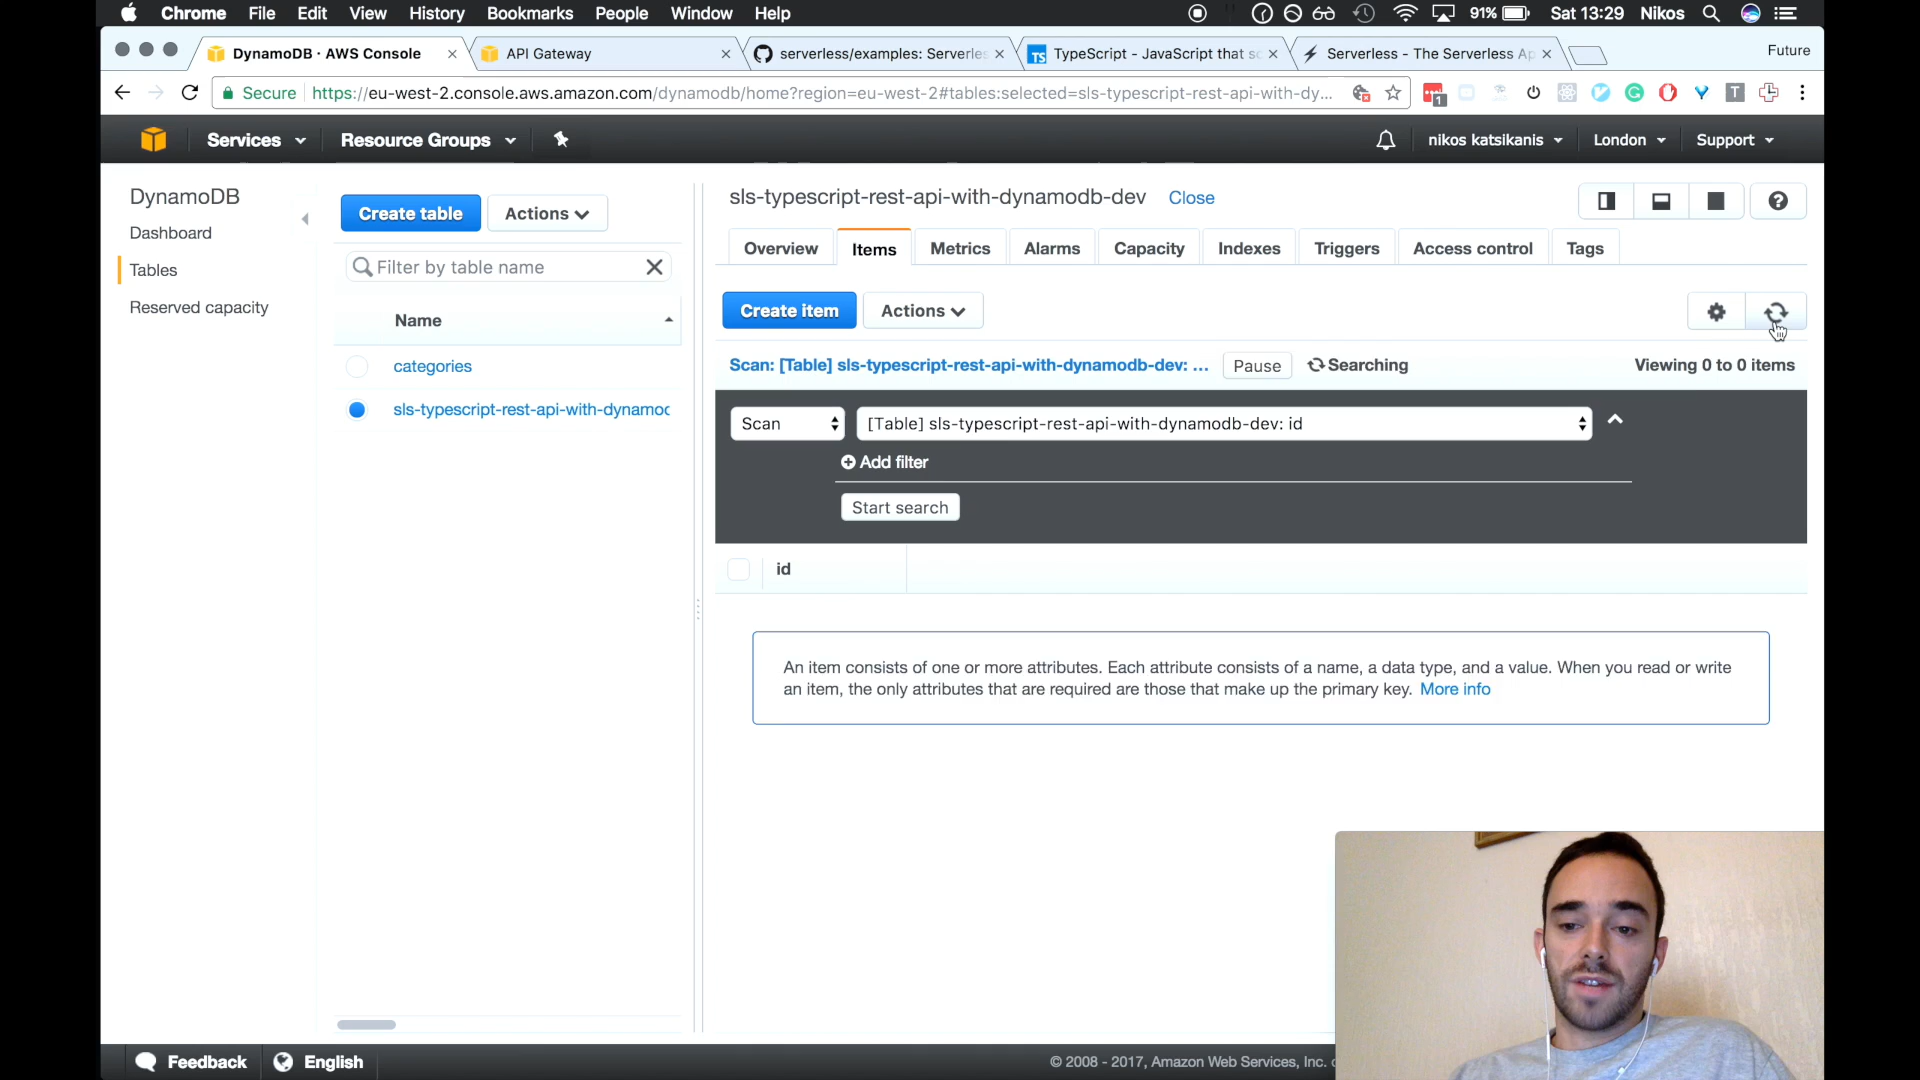 Chrome File Edit View History Bookmarks People Window Help 91% Sat 13:29 Nikos
DynamoDB · AWS Console
API Gateway
serverless/examples: Serverles
TypeScript - JavaScript that sc
Serverless - The Serverless Ap
Future
Secure https://eu-west-2.console.aws.amazon.com/dynamodb/home?region=eu-west-2#tables:selected=sls-typescript-rest-api-with-dy...
1
T
Services Resource Groups nikos katsikanis London Support
DynamoDB
Dashboard
Tables
Reserved capacity
Create table Actions
Filter by table name
Name
categories
sls-typescript-rest-api-with-dynamoc
sls-typescript-rest-api-with-dynamodb-dev Close
Overview Items Metrics Alarms Capacity Indexes Triggers Access control Tags
Create item Actions
Scan: [Table] sls-typescript-rest-api-with-dynamodb-dev: ... Pause Searching Viewing 0 to 0 items
Scan [Table] sls-typescript-rest-api-with-dynamodb-dev: id
Add filter
Start search
id
An item consists of one or more attributes. Each attribute consists of a name, a data type, and a value. When you read or write
an item, the only attributes that are required are those that make up the primary key. More info
Feedback English © 2008 - 2017, Amazon Web Services, Inc.